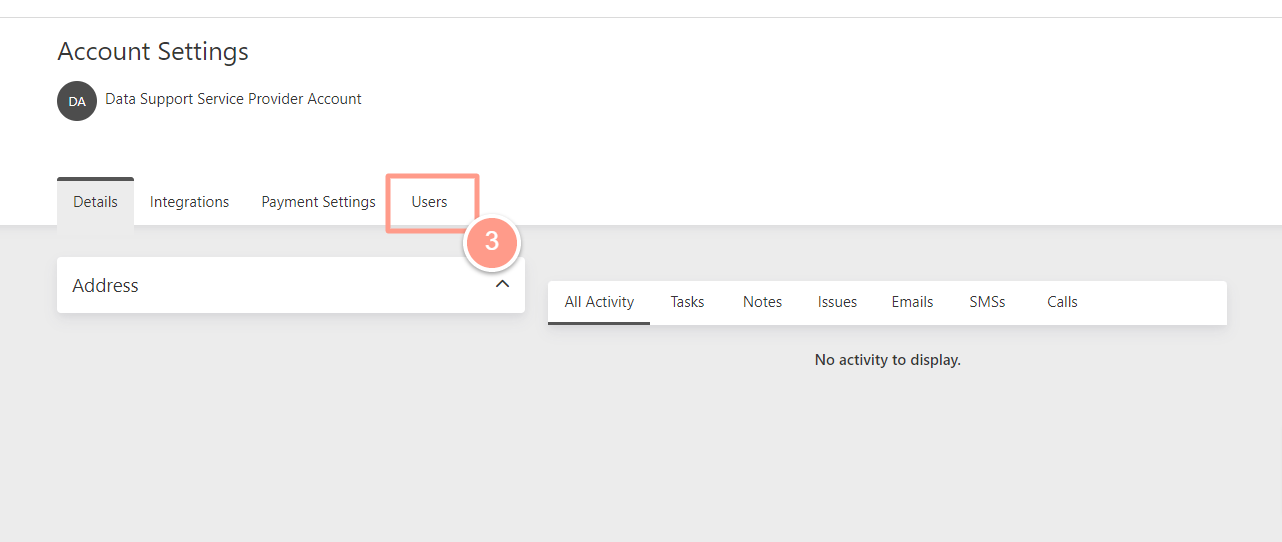 Account Settings
DA
Data Support Service Provider Account
Details Integrations Payment Settings Users
3
Address
All Activity Tasks Notes Issues Emails SMSs Calls
No activity to display.